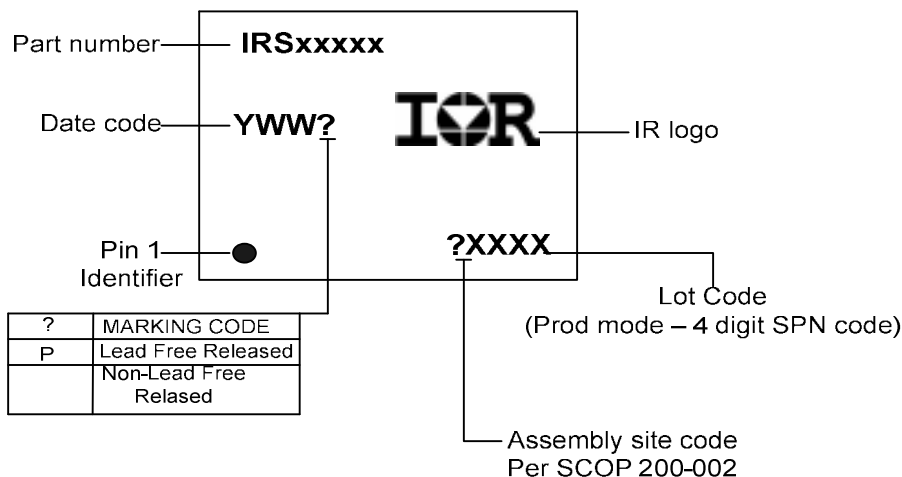 Part number
IRSxxxxx
Date code
YWW?
IOR
IR logo
Pin 1
Identifier
?XXXX
Lot Code
(Prod mode – 4 digit SPN code)
? MARKING CODE
P Lead Free Released
Non-Lead Free
Relased
Assembly site code
Per SCOP 200-002